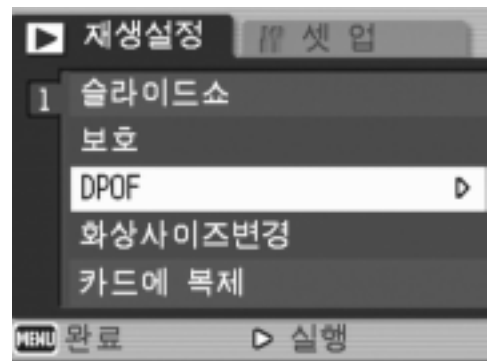 재생설정 셋 업
1 슬라이드쇼
보호
DPOF
화상사이즈변경
카드에 복제
MENU 완료 실행